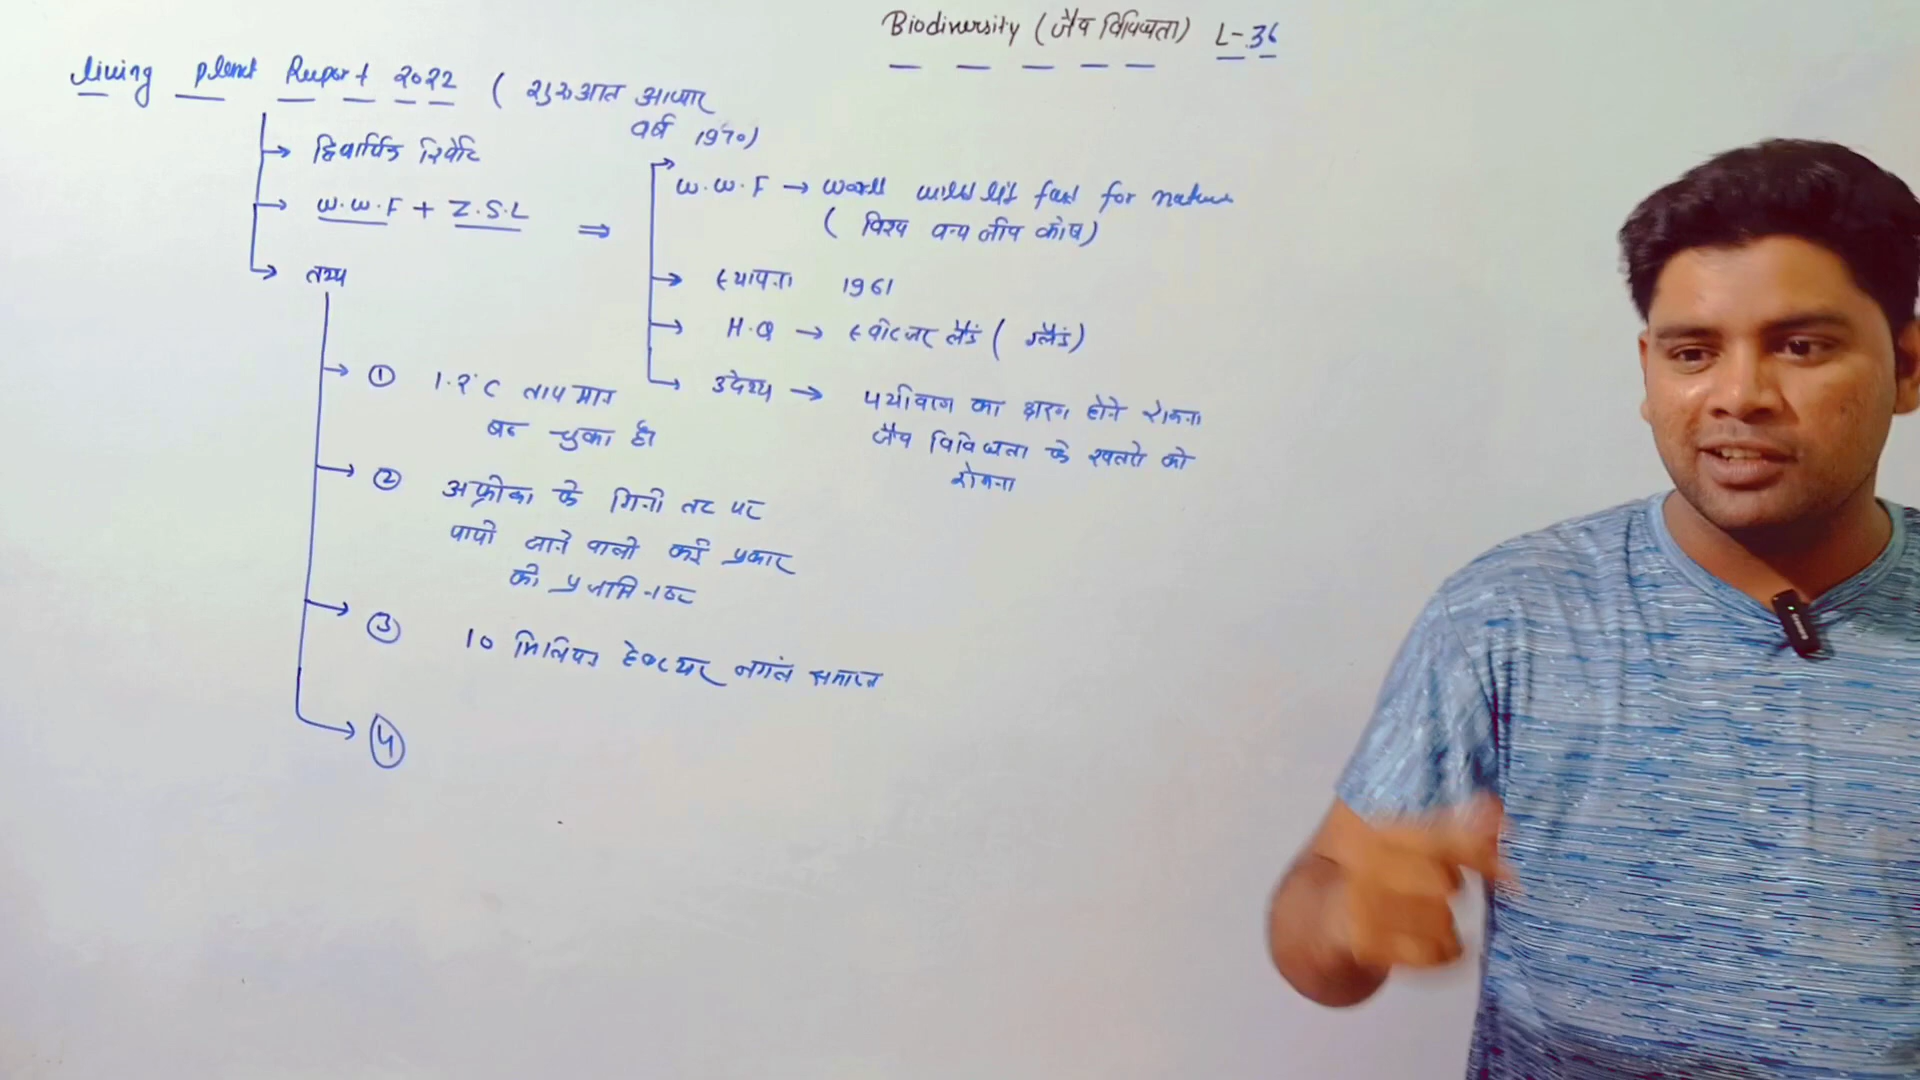 Biodiversity (जैव विविधता) L-36
living planet Report 2022 ( शुरुआत आधार
वर्ष 1970)
द्विवार्षिक रिपोर्ट
W.W.F + Z.S.L ⇒
तथ्य
W.W.F → world wild life fund for nature
( विश्व वन्य जीव कोष)
स्थापना 1961
H.Q → स्वीटजर लैंड ( ग्लैंड)
उदेश्य → पर्यावरण का क्षरण होने रोकना
जैव विविधता के खतरो को
रोकना
① 1.2°C तापमान
बढ चुका है।
② अफ्रीका के गिनी तट पर
पायी जाने वाली कई प्रकार
की प्रजाति नष्ट
③ 10 मिलियन हेक्टेयर जगंल समाप्त
④